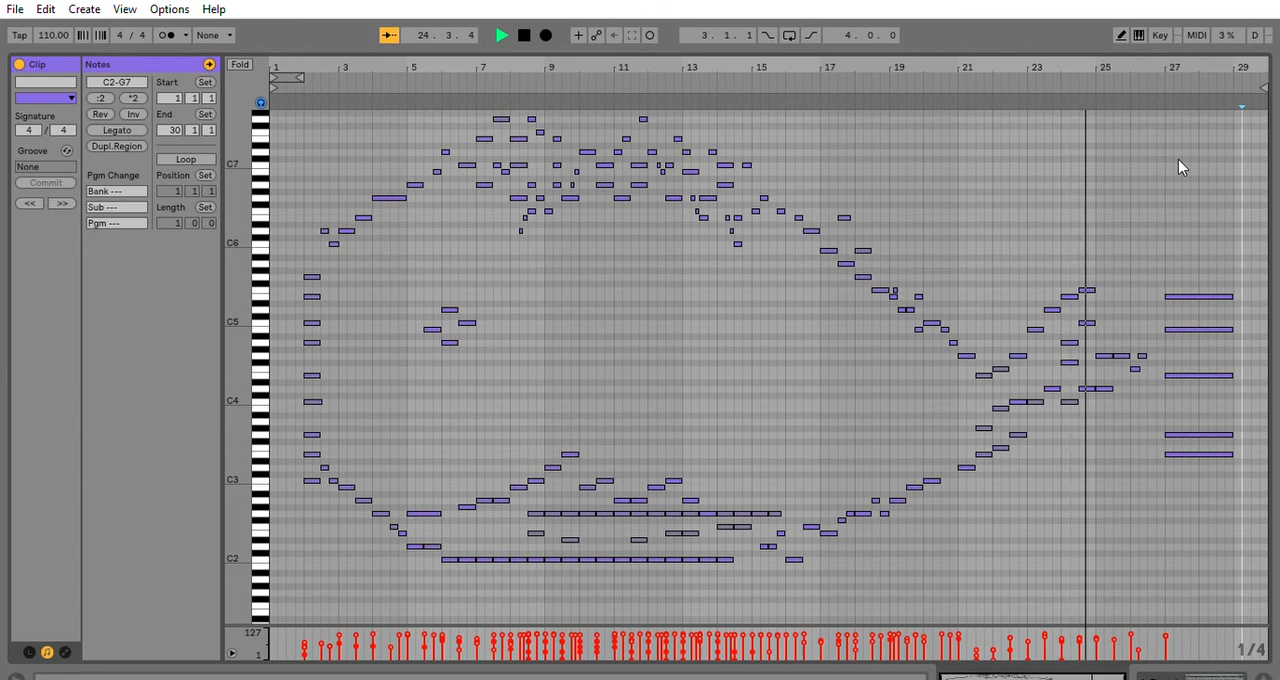 File Edit Create View Options Help
Tap 110.00 4 / 4 None 24. 3. 4 3. 1. 1 4. 0. 0 Key MIDI 3 % D
Clip Notes Fold 1 3 5 7 9 11 13 15 17 19 21 23 25 27 29
C2-G7 Start Set
:2 *2 1 1 1
Signature Rev Inv End Set
4 / 4 Legato 30 1 1
Groove Dupl.Region
None Loop
Commit Pgm Change Position Set
<< >> Bank --- 1 1 1
Sub --- Length Set
Pgm --- 1 0 0
C7
C6
C5
C4
C3
C2
127
1
1/4